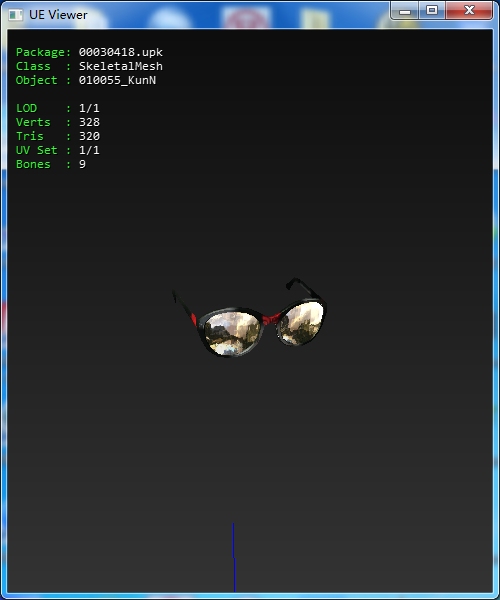 UE Viewer
Package: 00030418.upk
Class : SkeletalMesh
Object : 010055_KunN
LOD : 1/1
Verts : 328
Tris : 320
UV Set : 1/1
Bones : 9